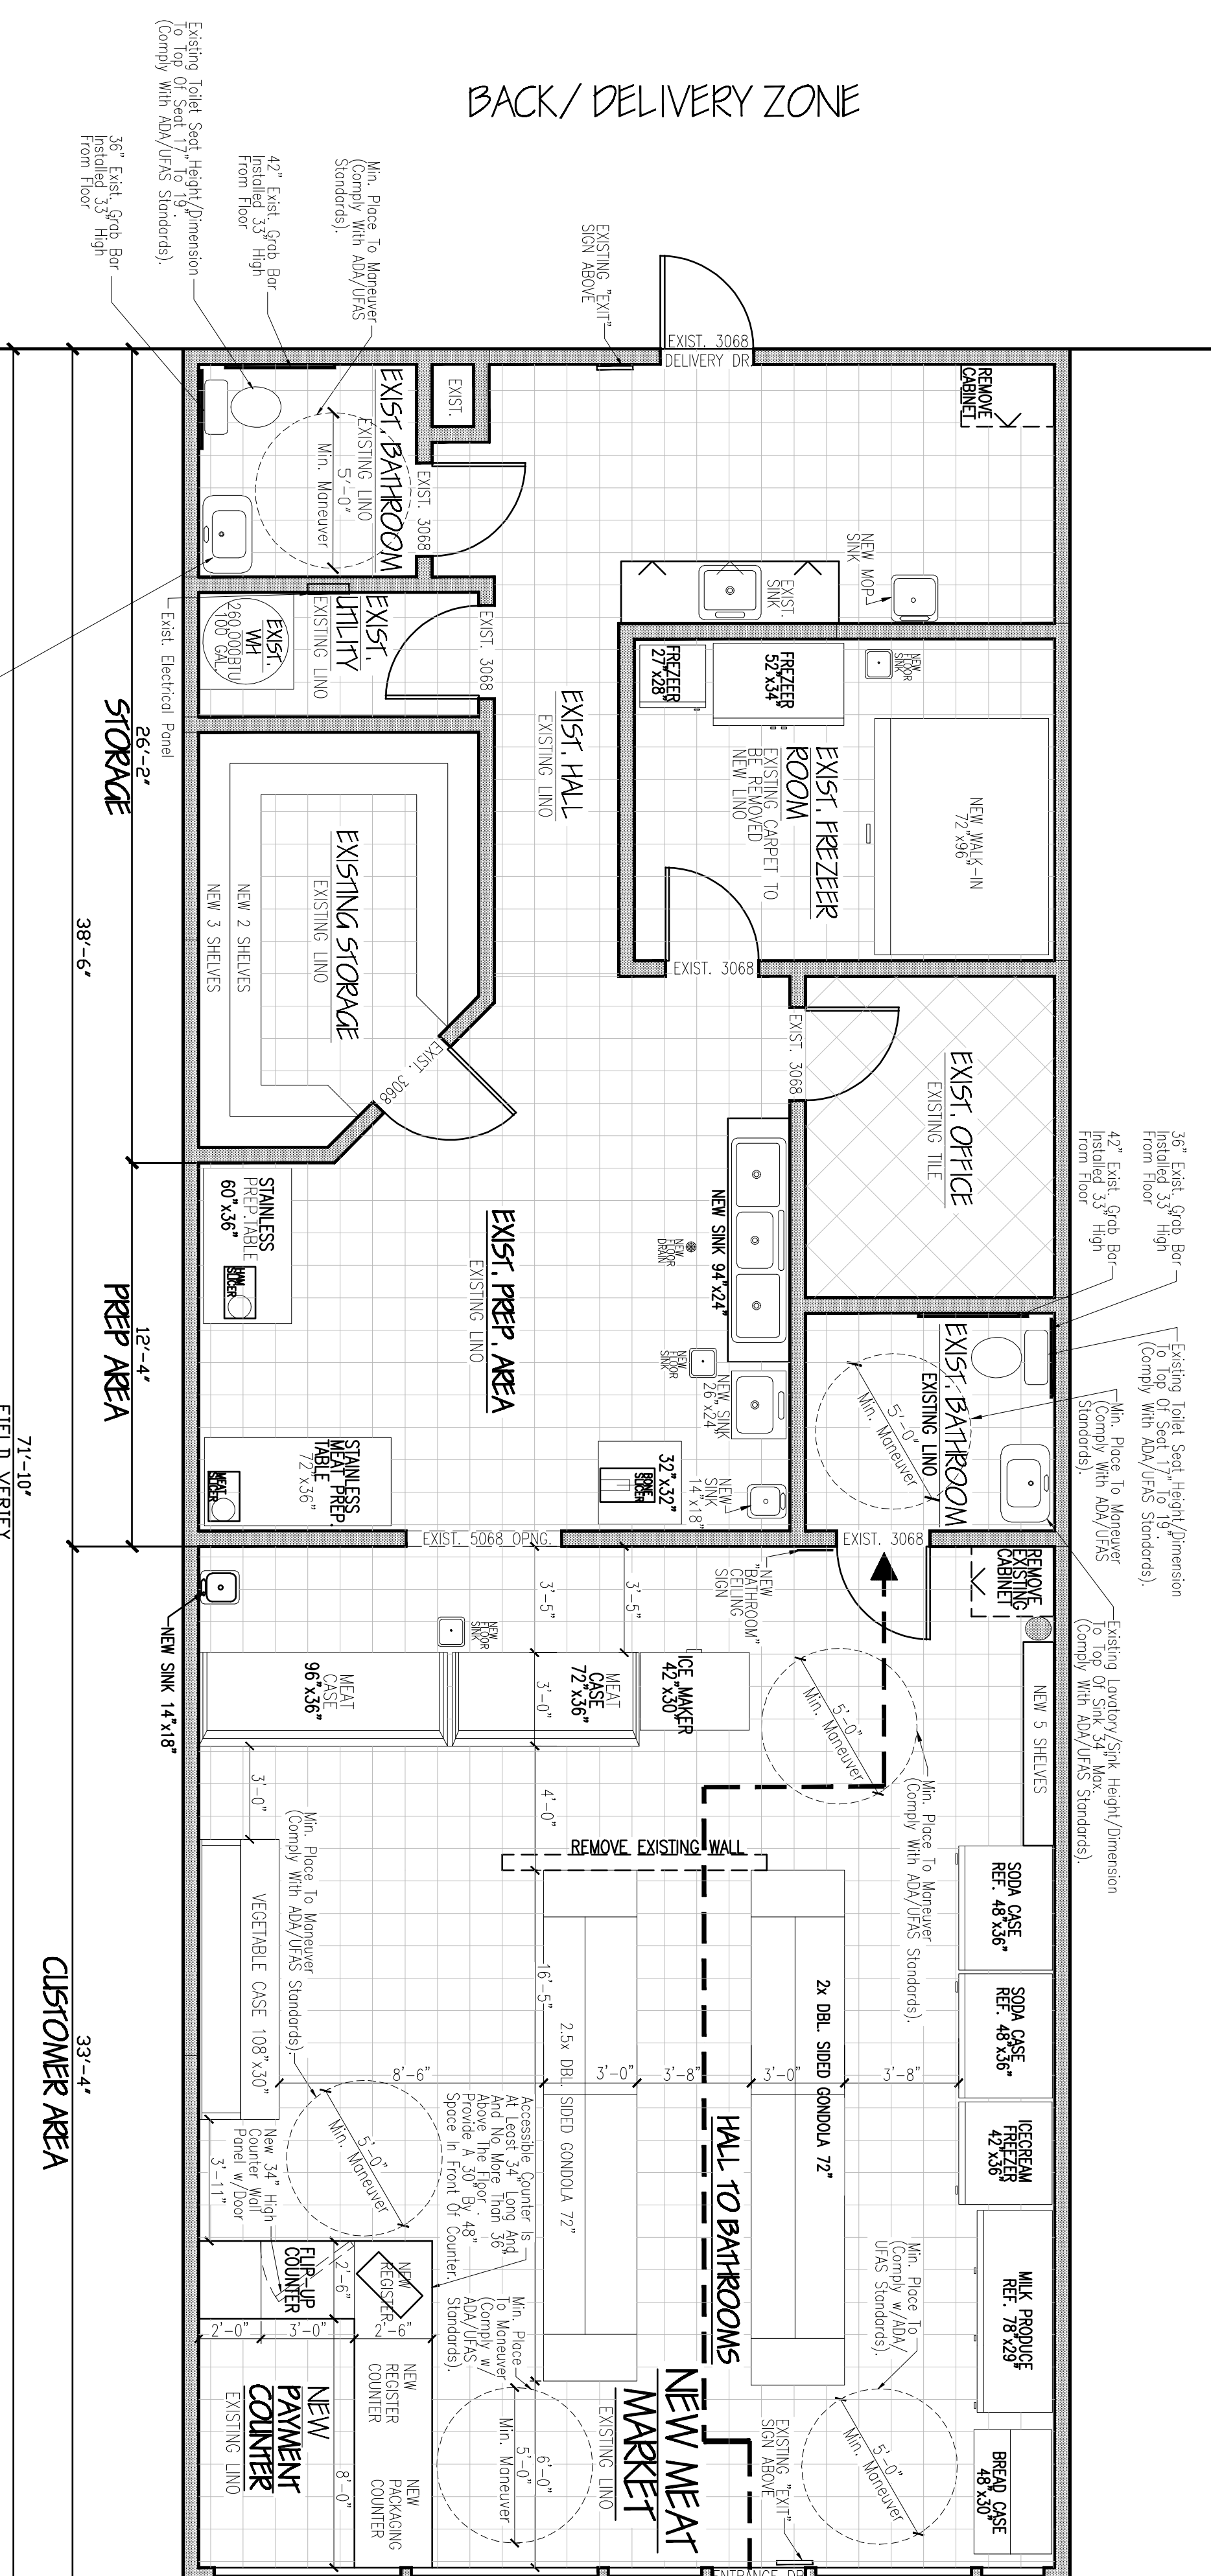 BACK/ DELIVERY ZONE
Existing Toilet Seat Height/Dimension
To Top Of Seat 17" To 19".
(Comply With ADA/UFAS Standards).
36" Exist. Grab Bar
Installed 33" High
From Floor
42" Exist. Grab Bar
Installed 33" High
From Floor
Min. Place To Maneuver
(Comply With ADA/UFAS
Standards).
EXISTING "EXIT"
SIGN ABOVE
EXIST. 3068
DELIVERY DR.
REMOVE
CABINET
EXIST.
EXIST. BATHROOM
EXISTING LINO
5'-0"
Min. Maneuver
EXIST. 3068
NEW MOP
SINK
EXIST.
SINK
EXIST.
UTILITY
EXISTING LINO
EXIST.
WH
260,000BTU
100 GAL.
EXIST. 3068
Exist. Electrical Panel
26'-2"
STORAGE
FREEZER
27"x28"
FREEZER
52"x34"
NEW
FLOOR
SINK
EXIST. HALL
EXISTING LINO
EXIST. FREZEER
ROOM
EXISTING CARPET TO
BE REMOVED
NEW LINO
NEW WALK-IN
72"x96"
EXISTING STORAGE
EXISTING LINO
NEW 2 SHELVES
NEW 3 SHELVES
38'-6"
EXIST. 3068
EXIST. 3068
EXIST. 3068
EXIST. OFFICE
EXISTING TILE
36" Exist. Grab Bar
Installed 33" High
From Floor
42" Exist. Grab Bar
Installed 33" High
From Floor
STAINLESS
PREP.TABLE
60"x36"
HAM
SLICER
EXIST. PREP. AREA
EXISTING LINO
NEW SINK 94"x24"
NEW
FLOOR
DRAIN
NEW
FLOOR
SINK
NEW SINK
26"x24"
12'-4"
PREP AREA
EXIST. BATHROOM
EXISTING LINO
5'-0"
Min. Maneuver
Existing Toilet Seat Height/Dimension
To Top Of Seat 17" To 19".
(Comply With ADA/UFAS Standards).
Min. Place To Maneuver
(Comply With ADA/UFAS
Standards).
71'-10"
FIELD VERIFY
STAINLESS
MEAT PREP.
TABLE
72"x36"
MEAT
SLICER
32"x32"
BONE
SLICER
NEW
SINK
14"x18"
EXIST. 5068 OPNG.
EXIST. 3068
NEW
"BATHROOM"
CEILING
SIGN
REMOVE
EXISTING
CABINET
Existing Lavatory/Sink Height/Dimension
To Top Of Sink 34" Max.
(Comply With ADA/UFAS Standards).
3'-5"
3'-5"
NEW
FLOOR
SINK
NEW SINK 14"x18"
MEAT
CASE
96"x36"
MEAT
CASE
72"x36"
3'-0"
ICE MAKER
42"x30"
5'-0"
Min. Maneuver
NEW 5 SHELVES
3'-0"
4'-0"
Min. Place To Maneuver
(Comply With ADA/UFAS Standards).
REMOVE EXISTING WALL
Min. Place To Maneuver
(Comply With ADA/UFAS Standards).
SODA CASE
REF. 48"x36"
SODA CASE
REF. 48"x36"
ICECREAM
FREEZER
42"x36"
MILK PRODUCE
REF. 78"x29"
BREAD CASE
48"x30"
VEGETABLE CASE 108"x30"
16'-5"
2.5x DBL. SIDED GONDOLA 72"
2x DBL. SIDED GONDOLA 72"
8'-6"
3'-0"
3'-8"
3'-0"
3'-8"
33'-4"
CUSTOMER AREA
5'-0"
Min. Maneuver
3'-11"
New 34" High
Counter Wall
Panel w/Door
Accessible Counter Is
At Least 34" Long And
And No More Than 36"
Above The Floor .
Provide A 30" By 48"
Space In Front Of Counter.
HALL TO BATHROOMS
FLIP-UP
COUNTER
2'-6"
NEW
REGISTER
2'-0"
3'-0"
2'-6"
Min. Place
To Maneuver
(Comply w/
ADA/UFAS
Standards).
Min. Place To
(Comply w/ADA/
UFAS Standards).
NEW
PAYMENT
COUNTER
EXISTING LINO
NEW
REGISTER
COUNTER
8'-0"
NEW
PACKAGING
COUNTER
6'-0"
5'-0"
Min. Maneuver
NEW MEAT
MARKET
EXISTING LINO
5'-0"
Min. Maneuver
EXISTING "EXIT"
SIGN ABOVE
ENTRANCE DR.